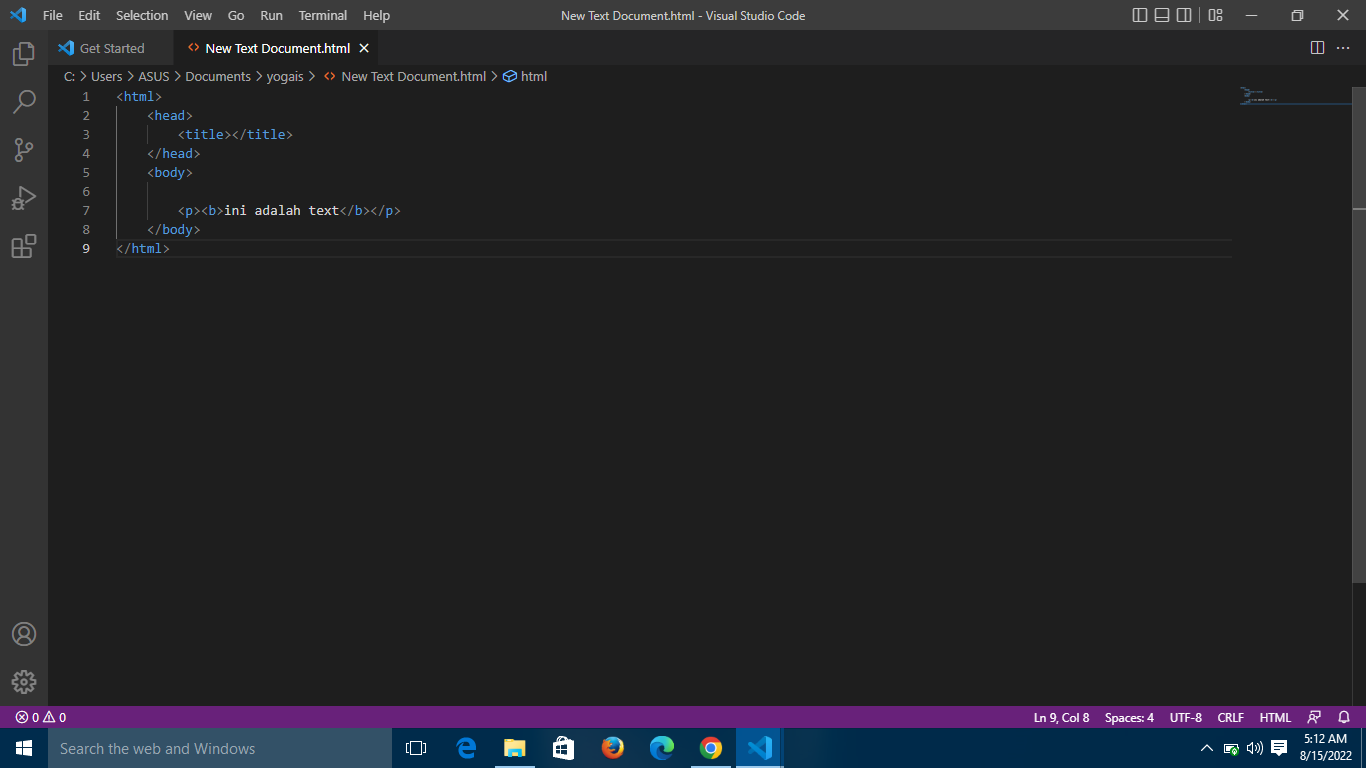 File Edit Selection View Go Run Terminal Help New Text Document.html - Visual Studio Code
Get Started New Text Document.html
C: > Users > ASUS > Documents > yogais > New Text Document.html > html
1 <html>
2 <head>
3 <title></title>
4 </head>
5 <body>
6
7 <p><b>ini adalah text</b></p>
8 </body>
9 </html>
0 0 Ln 9, Col 8 Spaces: 4 UTF-8 CRLF HTML
Search the web and Windows
5:12 AM
8/15/2022